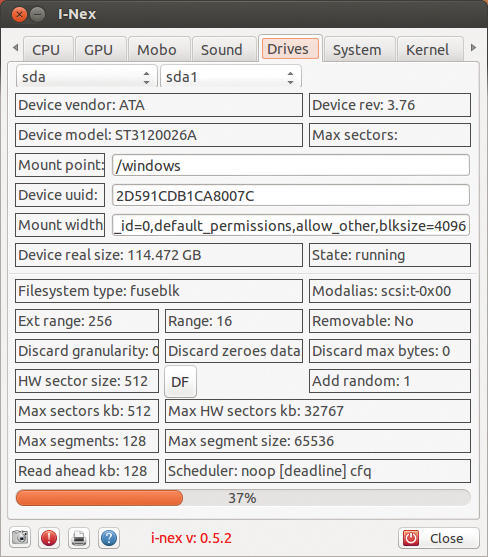 I-Nex
CPU GPU Mobo Sound Drives System Kernel
sda sda1
Device vendor: ATA Device rev: 3.76
Device model: ST3120026A Max sectors:
Mount point: /windows
Device uuid: 2D591CDB1CA8007C
Mount width _id=0,default_permissions,allow_other,blksize=4096
Device real size: 114.472 GB State: running
Filesystem type: fuseblk Modalias: scsi:t-0x00
Ext range: 256 Range: 16 Removable: No
Discard granularity: 0 Discard zeroes data Discard max bytes: 0
HW sector size: 512 DF Add random: 1
Max sectors kb: 512 Max HW sectors kb: 32767
Max segments: 128 Max segment size: 65536
Read ahead kb: 128 Scheduler: noop [deadline] cfq
37%
i-nex v: 0.5.2 Close